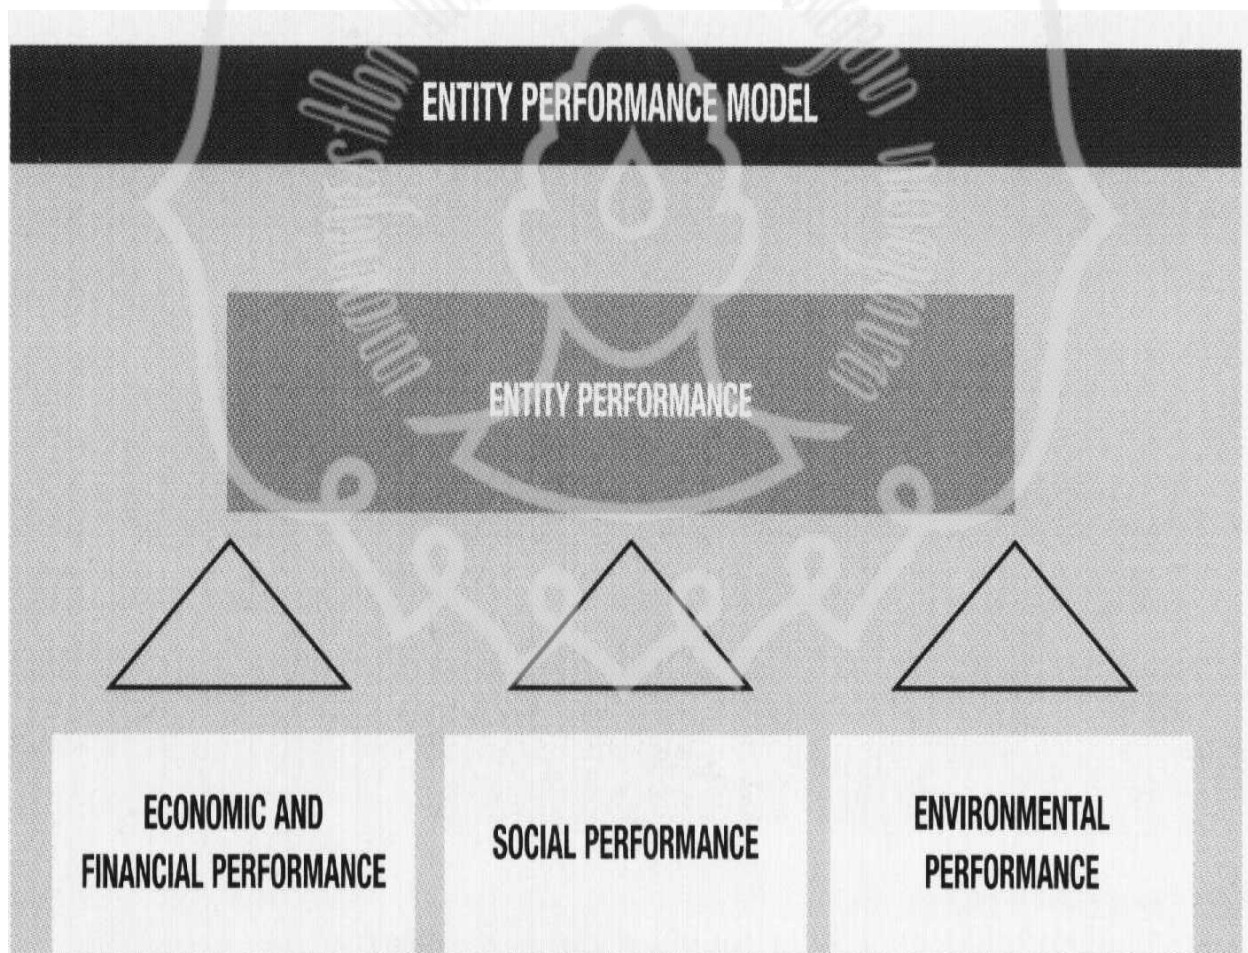 ENTITY PERFORMANCE MODEL
ENTITY PERFORMANCE
ECONOMIC AND
FINANCIAL PERFORMANCE
SOCIAL PERFORMANCE
ENVIRONMENTAL
PERFORMANCE